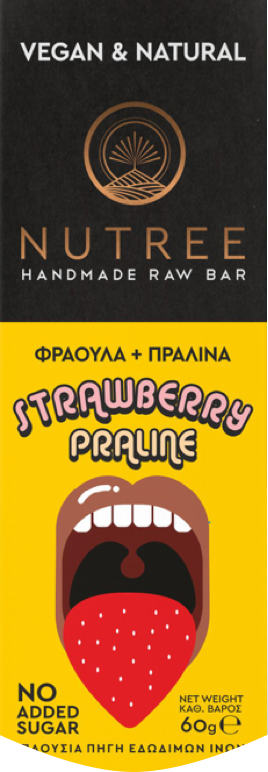 VEGAN & NATURAL
NUTREE
HANDMADE RAW BAR
ΦΡΑΟΥΛΑ + ΠΡΑΛΙΝΑ
STRAWBERRY
PRALINE
NO
ADDED
SUGAR
NET WEIGHT
ΚΑΘ. ΒΑΡΟΣ
60g ℮
ΠΗΓΗ ΕΔΩΔΙΜΩΝ